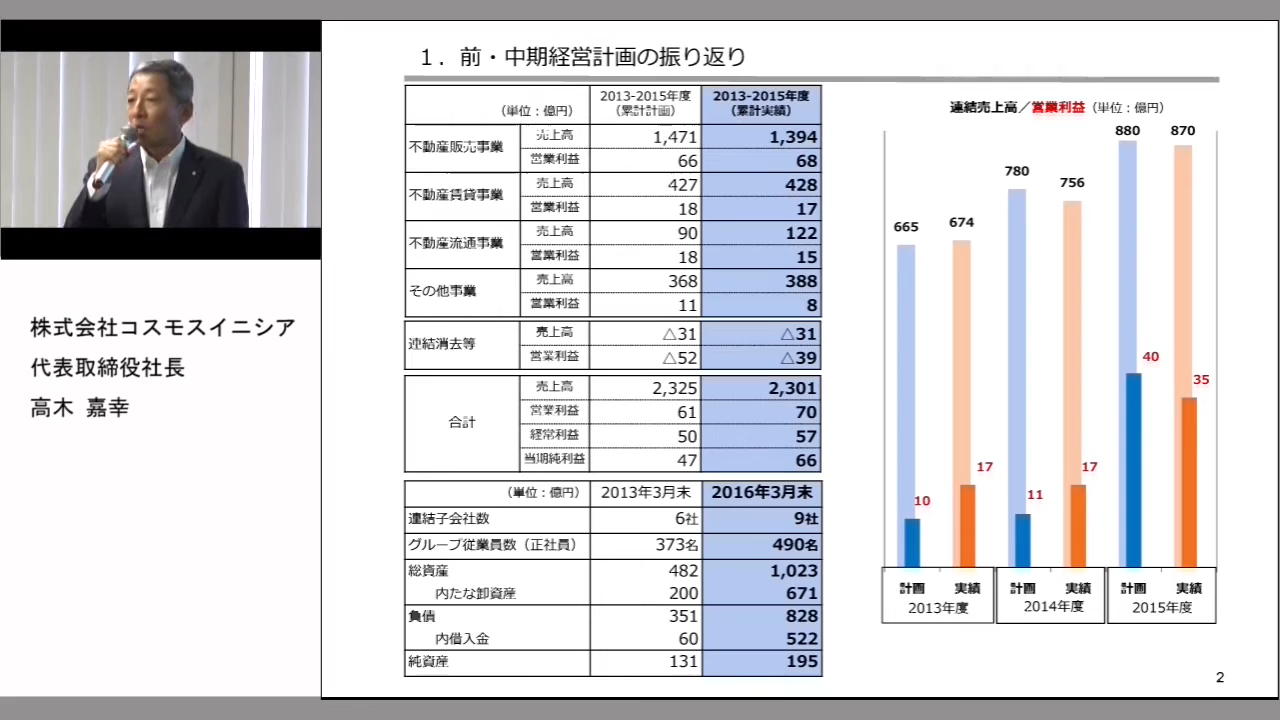 株式会社コスモスイニシア
代表取締役社長
高木 嘉幸
1．前・中期経営計画の振り返り
（単位：億円） 2013-2015年度（累計計画） 2013-2015年度（累計実績）
不動産販売事業 売上高 1,471 1,394
営業利益 66 68
不動産賃貸事業 売上高 427 428
営業利益 18 17
不動産流通事業 売上高 90 122
営業利益 18 15
その他事業 売上高 368 388
営業利益 11 8
連結消去等 売上高 △31 △31
営業利益 △52 △39
合計 売上高 2,325 2,301
営業利益 61 70
経常利益 50 57
当期純利益 47 66
（単位：億円） 2013年3月末 2016年3月末
連結子会社数 6社 9社
グループ従業員数（正社員） 373名 490名
総資産 482 1,023
内たな卸資産 200 671
負債 351 828
内借入金 60 522
純資産 131 195
連結売上高／営業利益（単位：億円）
665 674 780 756 880 870
10 17 11 17 40 35
計画 実績 計画 実績 計画 実績
2013年度 2014年度 2015年度
2